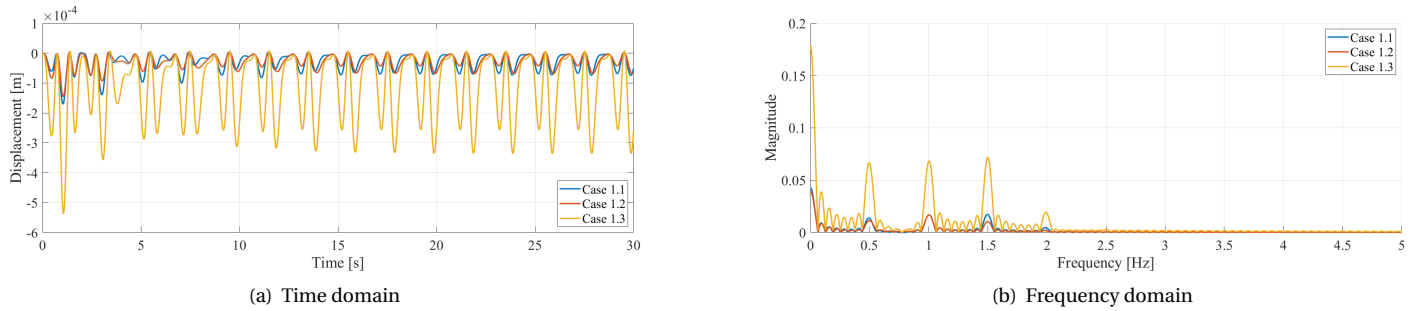 ×10⁻⁴
Displacement [m]
1
0
-1
-2
-3
-4
-5
-6
0
5
10
15
20
25
30
Time [s]
Case 1.1
Case 1.2
Case 1.3
(a) Time domain
Magnitude
0.2
0.15
0.1
0.05
0
0
0.5
1
1.5
2
2.5
3
3.5
4
4.5
5
Frequency [Hz]
Case 1.1
Case 1.2
Case 1.3
(b) Frequency domain